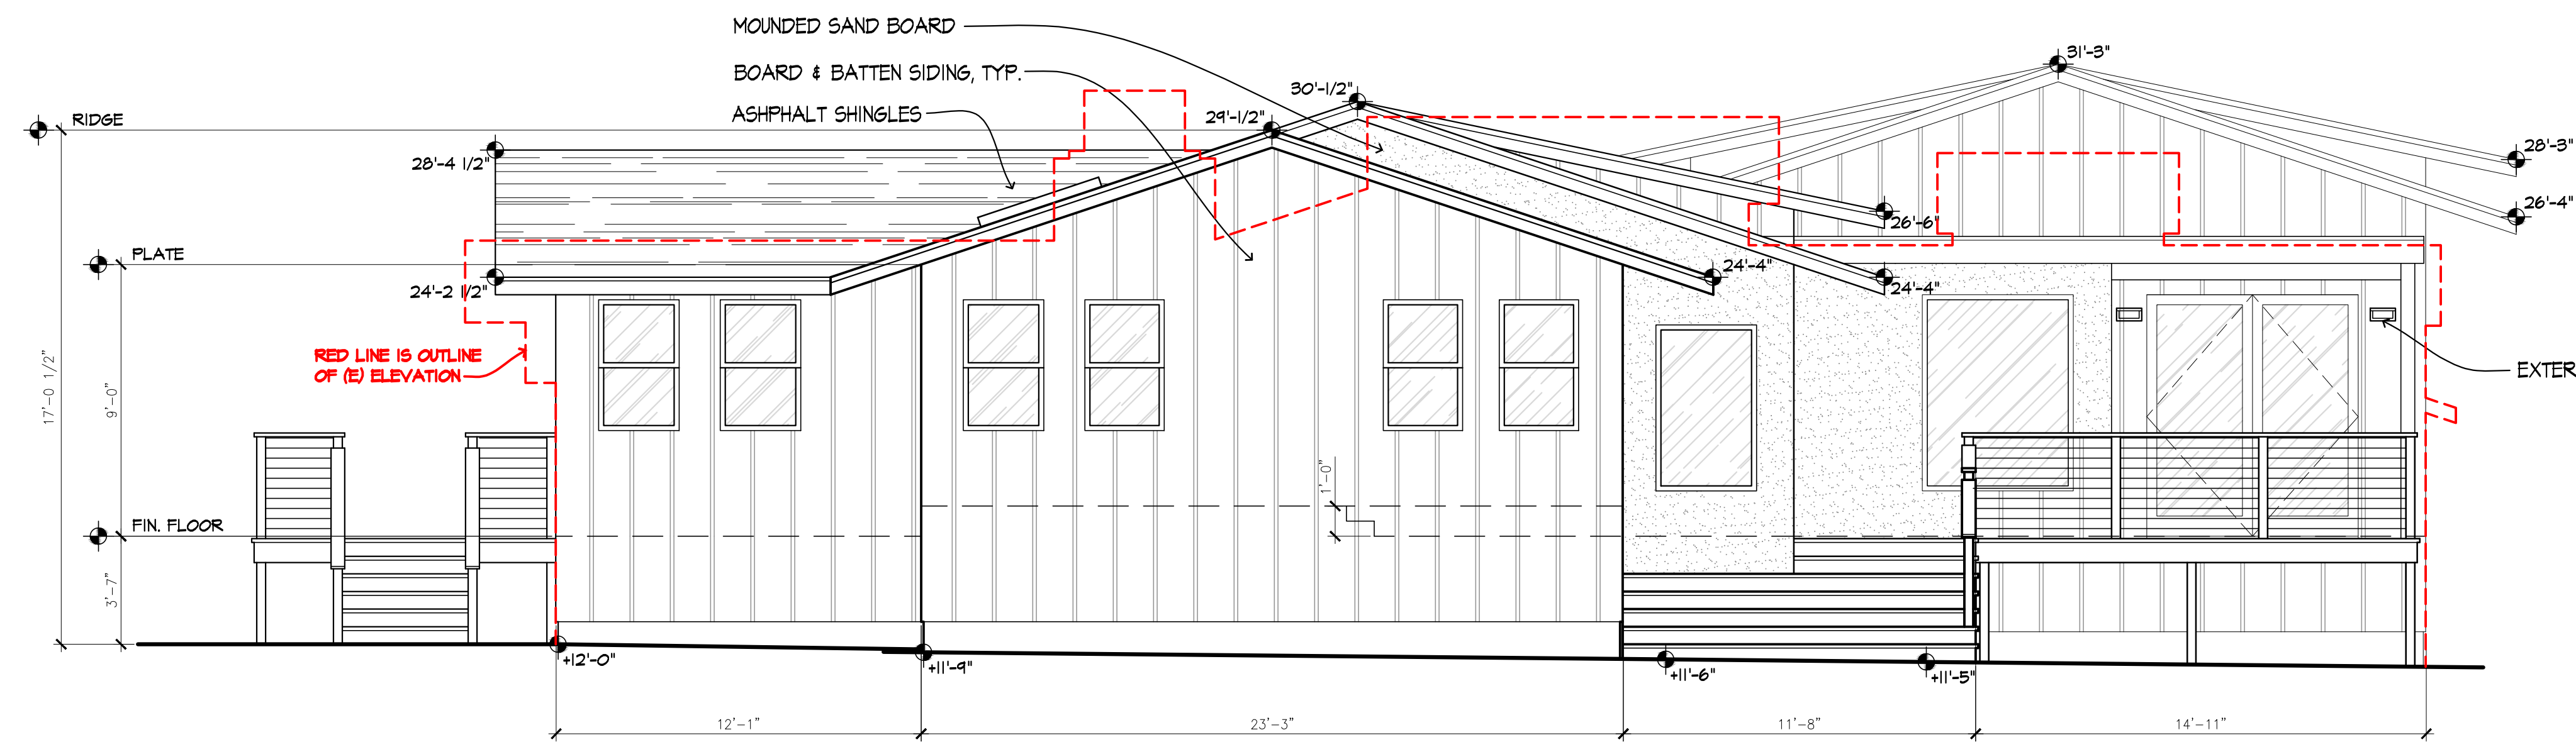 MOUNDED SAND BOARD
BOARD & BATTEN SIDING, TYP.
ASHPHALT SHINGLES
RIDGE
PLATE
FIN. FLOOR
28'-4 1/2"
24'-2 1/2"
29'-1/2"
30'-1/2"
31'-3"
28'-3"
26'-4"
26'-6"
24'-4"
24'-4"
RED LINE IS OUTLINE
OF (E) ELEVATION
EXTER
17'-0 1/2"
9'-0"
3'-7"
1'-0"
+12'-0"
+11'-9"
+11'-6"
+11'-5"
12'-1"
23'-3"
11'-8"
14'-11"